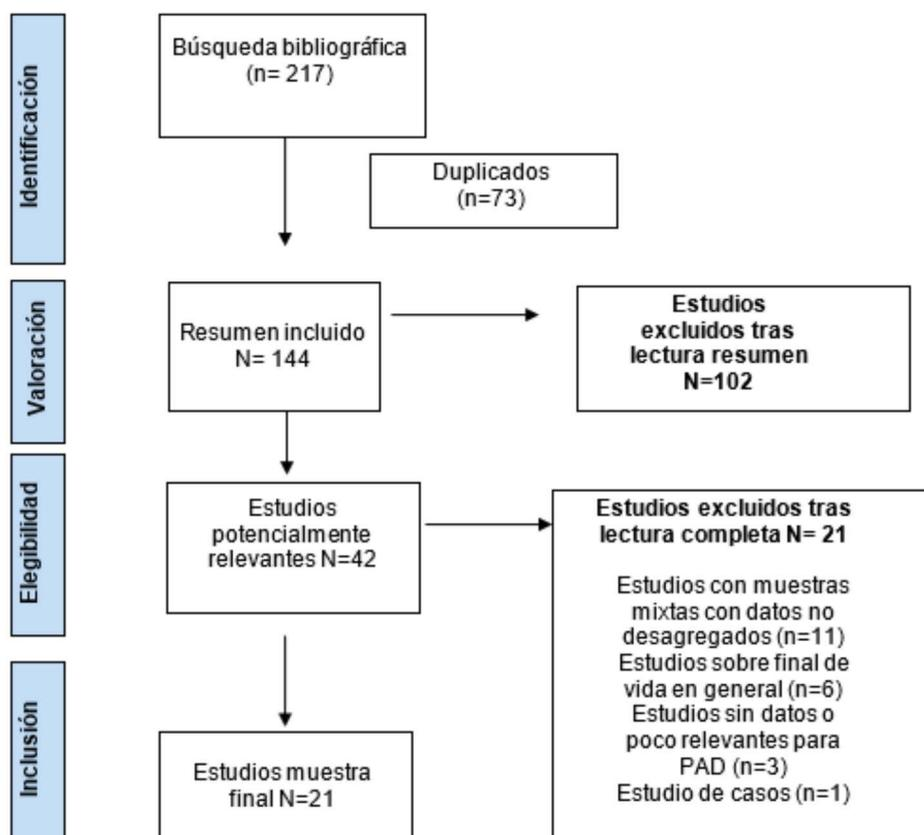 Identificación
Búsqueda bibliográfica
(n= 217)
Duplicados
(n=73)
Valoración
Resumen incluido
N= 144
Estudios
excluidos tras
lectura resumen
N=102
Elegibilidad
Estudios
potencialmente
relevantes N=42
Estudios excluidos tras
lectura completa N= 21
Estudios con muestras
mixtas con datos no
desagregados (n=11)
Estudios sobre final de
vida en general (n=6)
Estudios sin datos o
poco relevantes para
PAD (n=3)
Estudio de casos (n=1)
Inclusión
Estudios muestra
final N=21